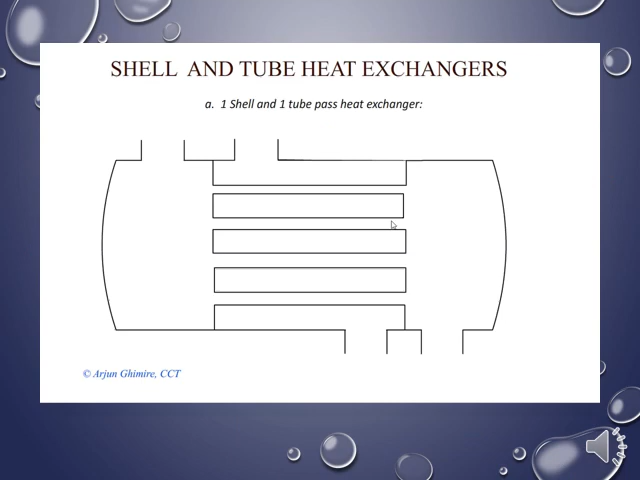 SHELL AND TUBE HEAT EXCHANGERS
a. 1 Shell and 1 tube pass heat exchanger:
© Arjun Ghimire, CCT